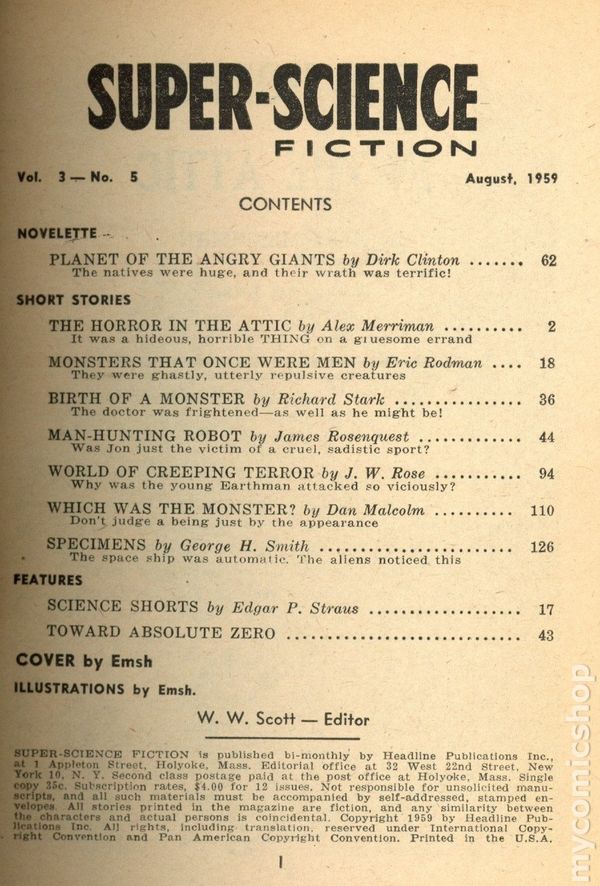 SUPER-SCIENCE
FICTION
Vol. 3 — No. 5 August, 1959
CONTENTS
NOVELETTE
PLANET OF THE ANGRY GIANTS by Dirk Clinton ....... 62
The natives were huge, and their wrath was terrific!
SHORT STORIES
THE HORROR IN THE ATTIC by Alex Merriman .......... 2
It was a hideous, horrible THING on a gruesome errand
MONSTERS THAT ONCE WERE MEN by Eric Rodman .... 18
They were ghastly, utterly repulsive creatures
BIRTH OF A MONSTER by Richard Stark ............... 36
The doctor was frightened—as well as he might be!
MAN-HUNTING ROBOT by James Rosenquest ............. 44
Was Jon just the victim of a cruel, sadistic sport?
WORLD OF CREEPING TERROR by J. W. Rose ........... 94
Why was the young Earthman attacked so viciously?
WHICH WAS THE MONSTER? by Dan Malcolm .......... 110
Don't judge a being just by the appearance
SPECIMENS by George H. Smith ........................ 126
The space ship was automatic. The aliens noticed this
FEATURES
SCIENCE SHORTS by Edgar P. Straus ................... 17
TOWARD ABSOLUTE ZERO ............................. 43
COVER by Emsh
ILLUSTRATIONS by Emsh.
W. W. Scott — Editor
SUPER-SCIENCE FICTION is published bi-monthly by Headline Publications Inc.,
at 1 Appleton Street, Holyoke, Mass. Editorial office at 32 West 22nd Street, New
York 10, N. Y. Second class postage paid at the post office at Holyoke, Mass. Single
copy 35c. Subscription rates, $4.00 for 12 issues. Not responsible for unsolicited manu-
scripts, and all such materials must be accompanied by self-addressed, stamped en-
velopes. All stories printed in the magazine are fiction, and any similarity between
the characters and actual persons is coincidental. Copyright 1959 by Headline Pub-
lications Inc. All rights, including translation, reserved under International Copy-
right Convention and Pan American Copyright Convention. Printed in the U.S.A.
1
mycomicshop